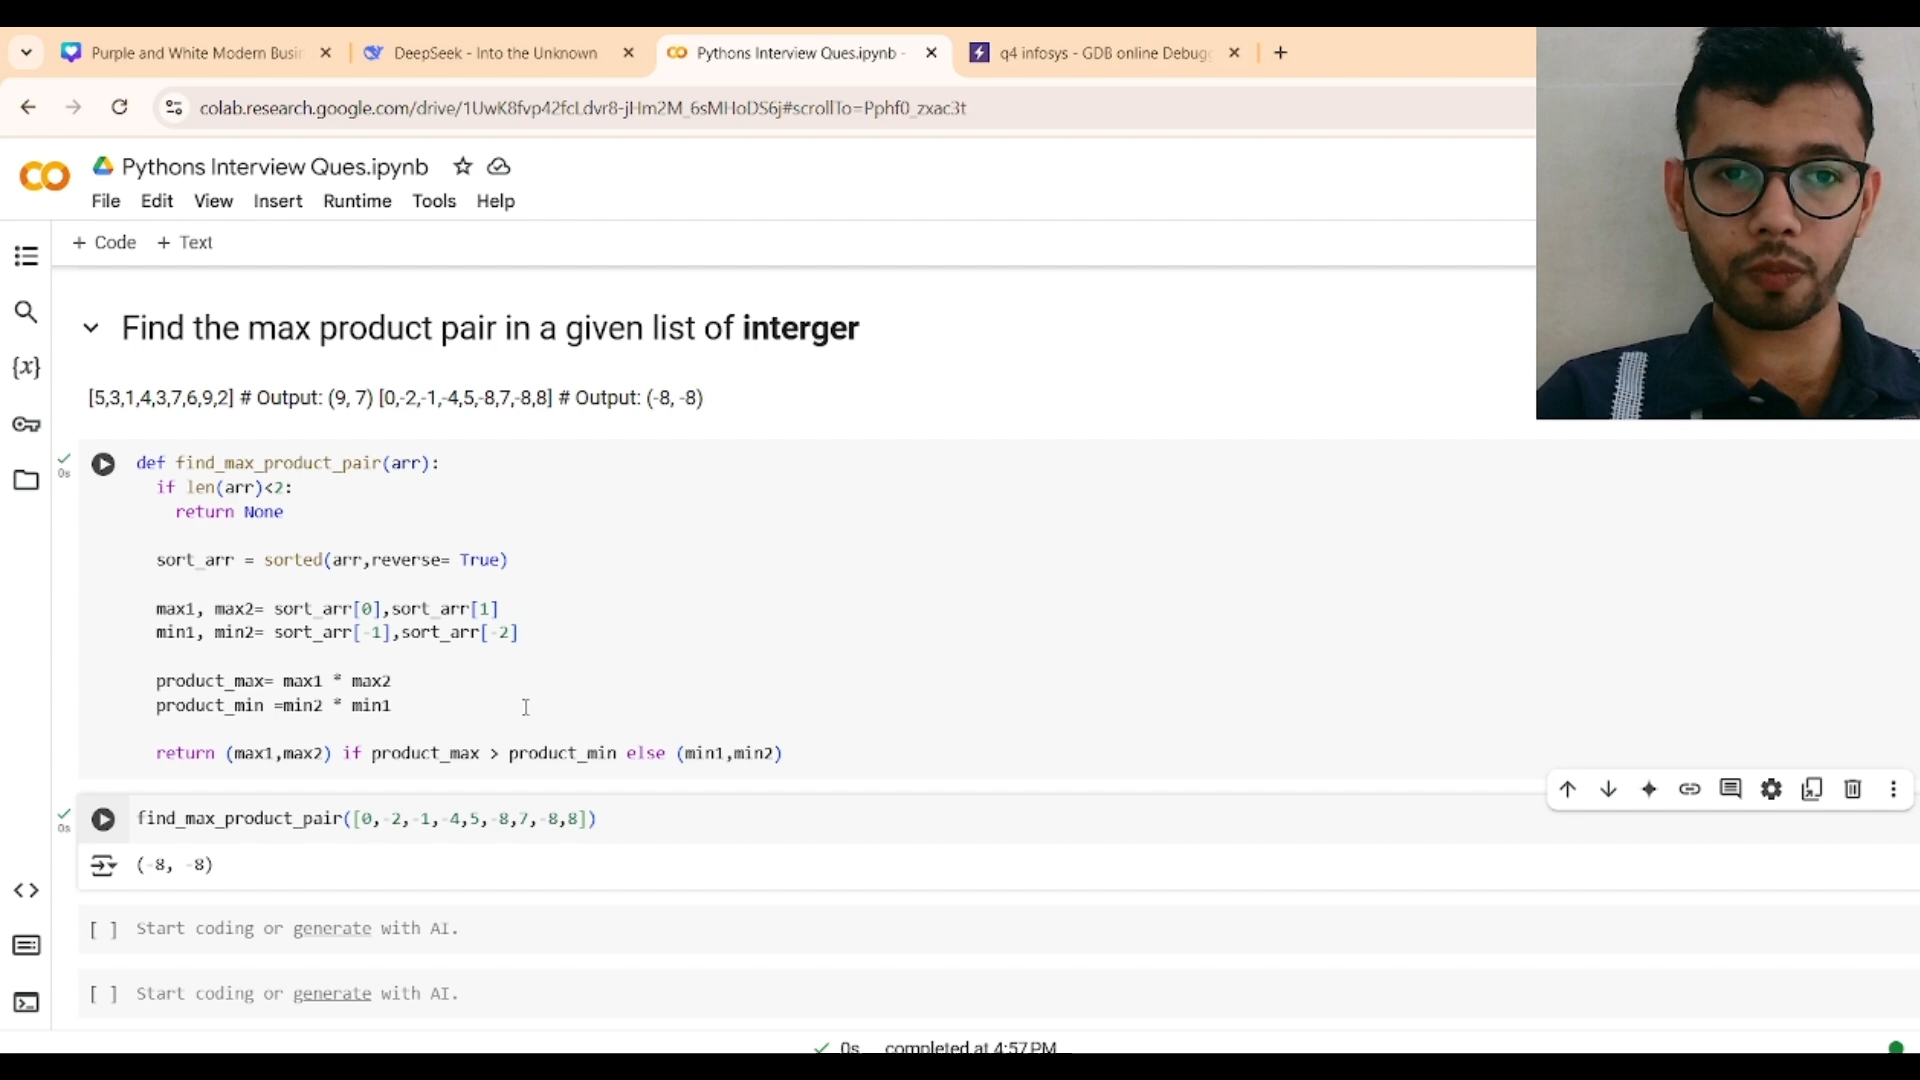 Purple and White Modern Busin
DeepSeek - Into the Unknown
Pythons Interview Ques.ipynb -
q4 infosys - GDB online Debugg
colab.research.google.com/drive/1UwK8fvp42fcLdvr8-jHm2M_6sMHoDS6j#scrollTo=Pphf0_zxac3t
CO
Pythons Interview Ques.ipynb
File Edit View Insert Runtime Tools Help
+ Code + Text
Find the max product pair in a given list of interger
[5,3,1,4,3,7,6,9,2] # Output: (9, 7) [0,-2,-1,-4,5,-8,7,-8,8] # Output: (-8, -8)
def find_max_product_pair(arr):
0s
if len(arr)<2:
return None
sort_arr = sorted(arr,reverse= True)
max1, max2= sort_arr[0],sort_arr[1]
min1, min2= sort_arr[-1],sort_arr[-2]
product_max= max1 * max2
product_min =min2 * min1
return (max1,max2) if product_max > product_min else (min1,min2)
find_max_product_pair([0,-2,-1,-4,5,-8,7,-8,8])
0s
(-8, -8)
[ ] Start coding or generate with AI.
[ ] Start coding or generate with AI.
0s completed at 4:57 PM